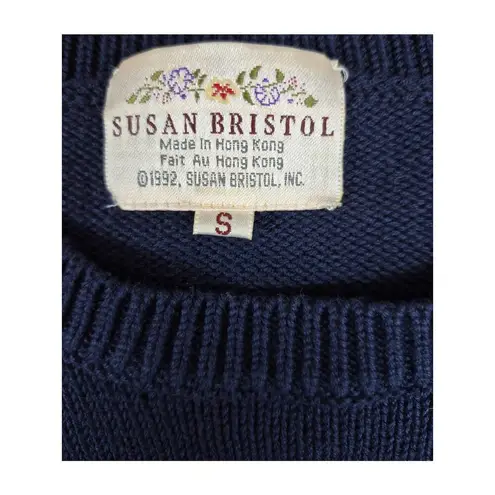 SUSAN BRISTOL
Made In Hong Kong
Fait Au Hong Kong
©1992, SUSAN BRISTOL, INC.
S